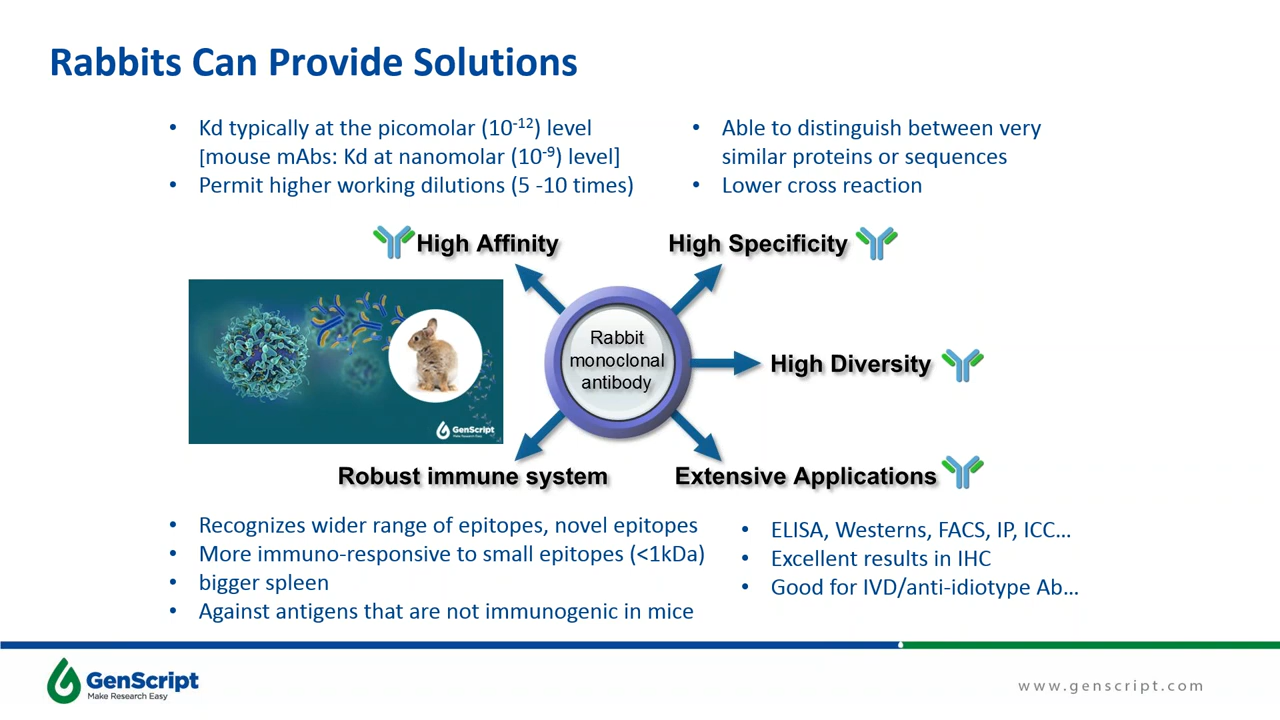 Rabbits Can Provide Solutions
• Kd typically at the picomolar (10⁻¹²) level
[mouse mAbs: Kd at nanomolar (10⁻⁹) level]
• Permit higher working dilutions (5 -10 times)
• Able to distinguish between very
similar proteins or sequences
• Lower cross reaction
High Affinity
High Specificity
Rabbit
monoclonal
antibody
High Diversity
GenScript
Make Research Easy
Robust immune system
Extensive Applications
• Recognizes wider range of epitopes, novel epitopes
• More immuno-responsive to small epitopes (<1kDa)
• bigger spleen
• Against antigens that are not immunogenic in mice
• ELISA, Westerns, FACS, IP, ICC…
• Excellent results in IHC
• Good for IVD/anti-idiotype Ab…
GenScript
Make Research Easy
www.genscript.com